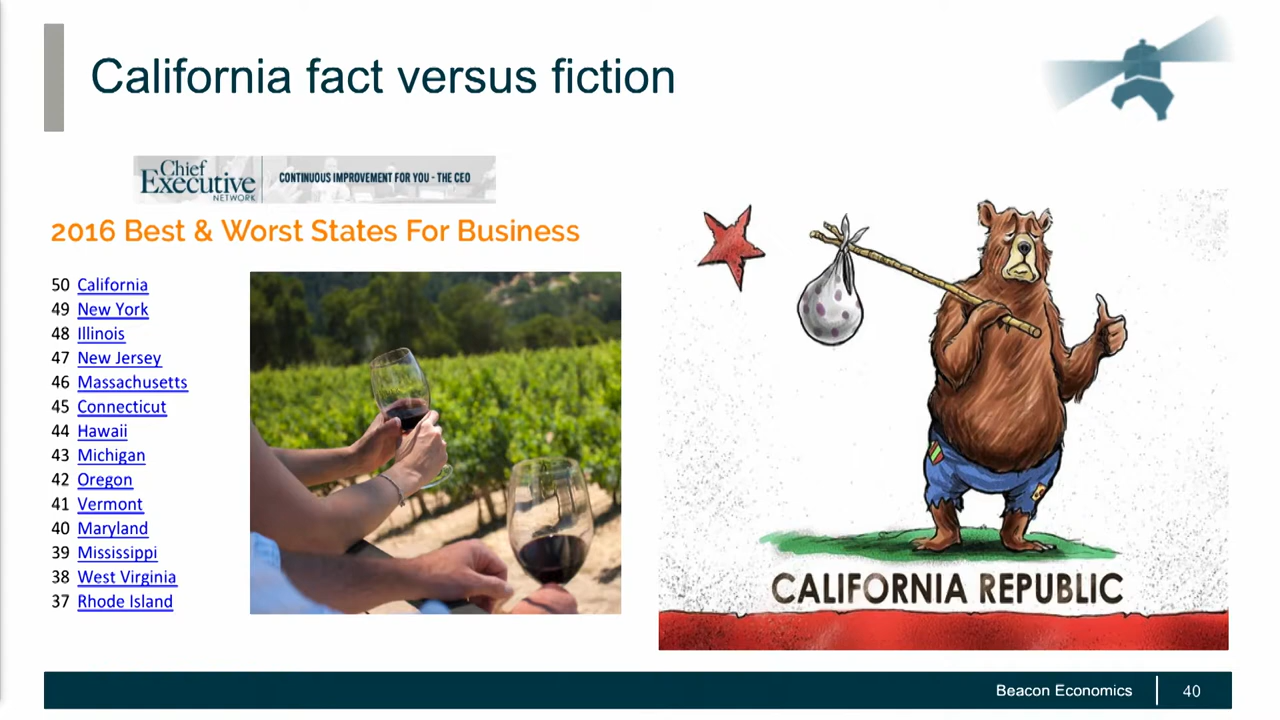 California fact versus fiction
Chief
Executive
NETWORK
CONTINUOUS IMPROVEMENT FOR YOU - THE CEO
2016 Best & Worst States For Business
50 California
49 New York
48 Illinois
47 New Jersey
46 Massachusetts
45 Connecticut
44 Hawaii
43 Michigan
42 Oregon
41 Vermont
40 Maryland
39 Mississippi
38 West Virginia
37 Rhode Island
CALIFORNIA REPUBLIC
Beacon Economics
40